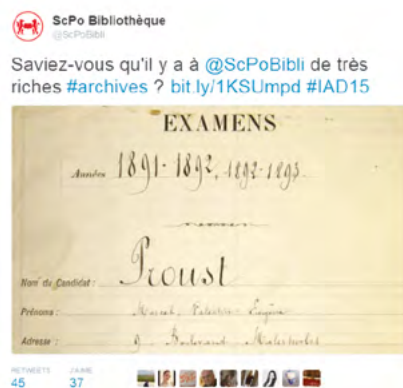 ScPo Bibliothèque
@ScPoBibli
Saviez-vous qu'il y a à @ScPoBibli de très
riches #archives ? bit.ly/1KSUmpd #IAD15
EXAMENS
Années 1891-1892, 1892-1893.
Nom du Candidat : Proust
Prénoms : Marcel, Valentin-Eugène
Adresse : 9 Boulevard Malesherbes
RETWEETS J'AIME
45 37